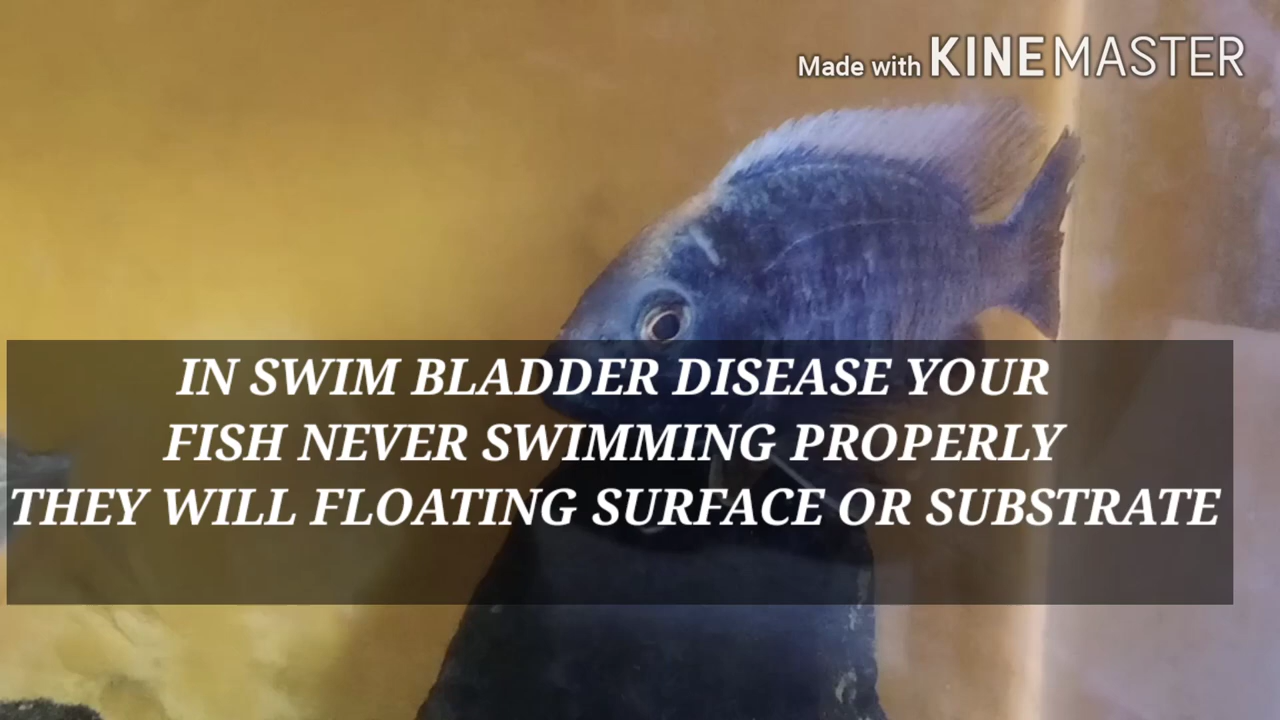 Made with KINEMASTER
IN SWIM BLADDER DISEASE YOUR
FISH NEVER SWIMMING PROPERLY
THEY WILL FLOATING SURFACE OR SUBSTRATE